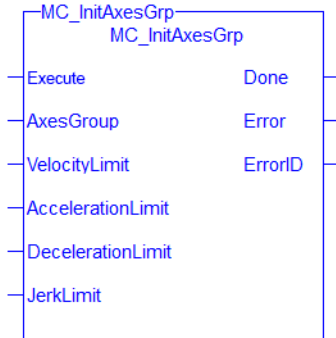 MC_InitAxesGrp
MC_InitAxesGrp
Execute Done
AxesGroup Error
VelocityLimit ErrorID
AccelerationLimit
DecelerationLimit
JerkLimit